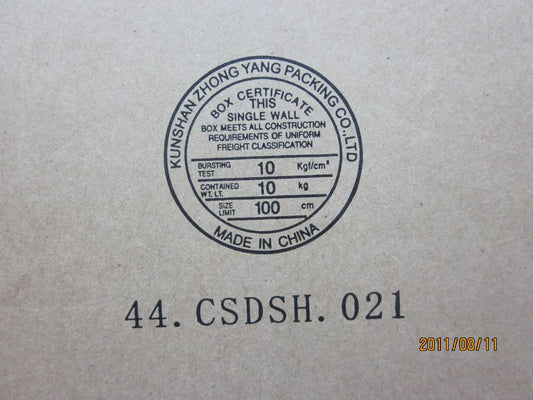 KUNSHAN ZHONG YANG PACKING CO.,LTD
BOX CERTIFICATE
THIS
SINGLE WALL
BOX MEETS ALL CONSTRUCTION
REQUIREMENTS OF UNIFORM
FREIGHT CLASSIFICATION
BURSTING TEST 10 Kgf/cm²
CONTAINED WT. LT. 10 kg
SIZE LIMIT 100 cm
MADE IN CHINA
44.CSDSH.021
2011/08/11